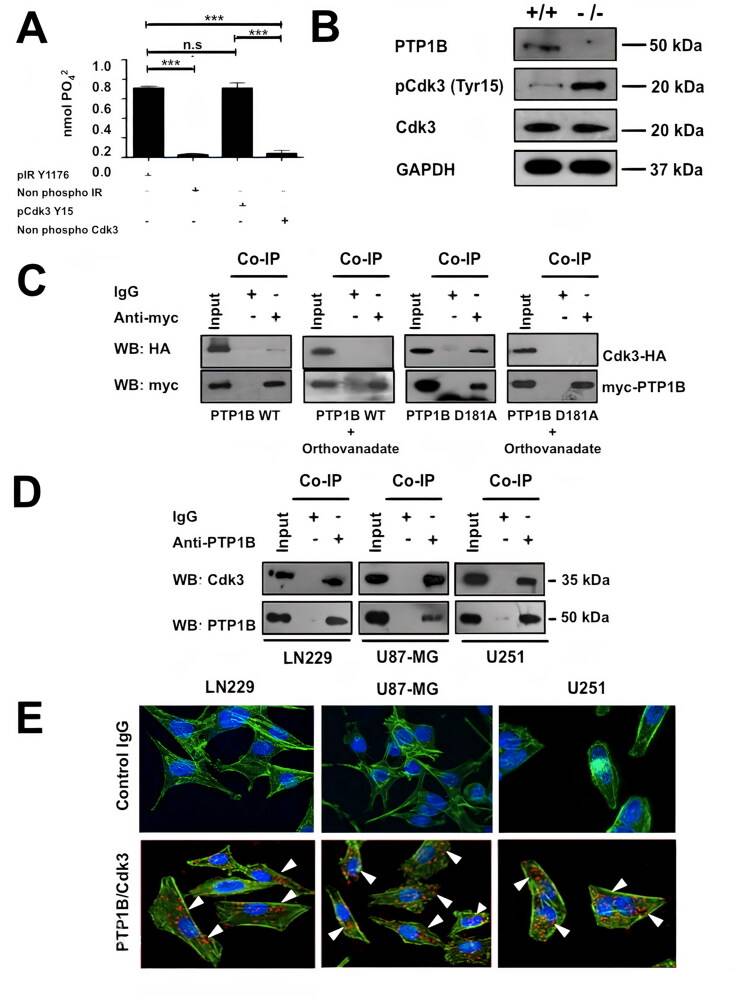 A
***
***
n.s
***
nmol PO₄²
1.0
0.8
0.6
0.4
0.2
0.0
pIR Y1176 +
Non phospho IR - + - -
pCdk3 Y15 +
Non phospho Cdk3 - - - +
B
+/+ - /-
PTP1B 50 kDa
pCdk3 (Tyr15) 20 kDa
Cdk3 20 kDa
GAPDH 37 kDa
C
Co-IP Co-IP Co-IP Co-IP
IgG + - + - + - + -
Anti-myc - + - + - + - +
Input Input Input Input
WB: HA Cdk3-HA
WB: myc myc-PTP1B
PTP1B WT PTP1B WT PTP1B D181A PTP1B D181A
+ +
Orthovanadate Orthovanadate
D
Co-IP Co-IP Co-IP
IgG + - + - + -
Anti-PTP1B - + - + - +
Input Input Input
WB: Cdk3 - 35 kDa
WB: PTP1B - 50 kDa
LN229 U87-MG U251
E
LN229 U87-MG U251
Control IgG
PTP1B/Cdk3